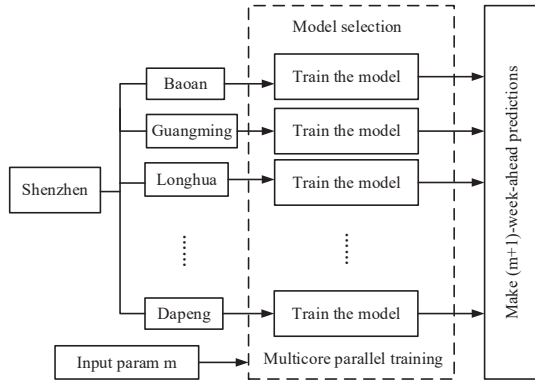 Model selection
Baoan
Train the model
Guangming
Train the model
Longhua
Train the model
Shenzhen
......
......
Dapeng
Train the model
Input param m
Multicore parallel training
Make (m+1)-week-ahead predictions